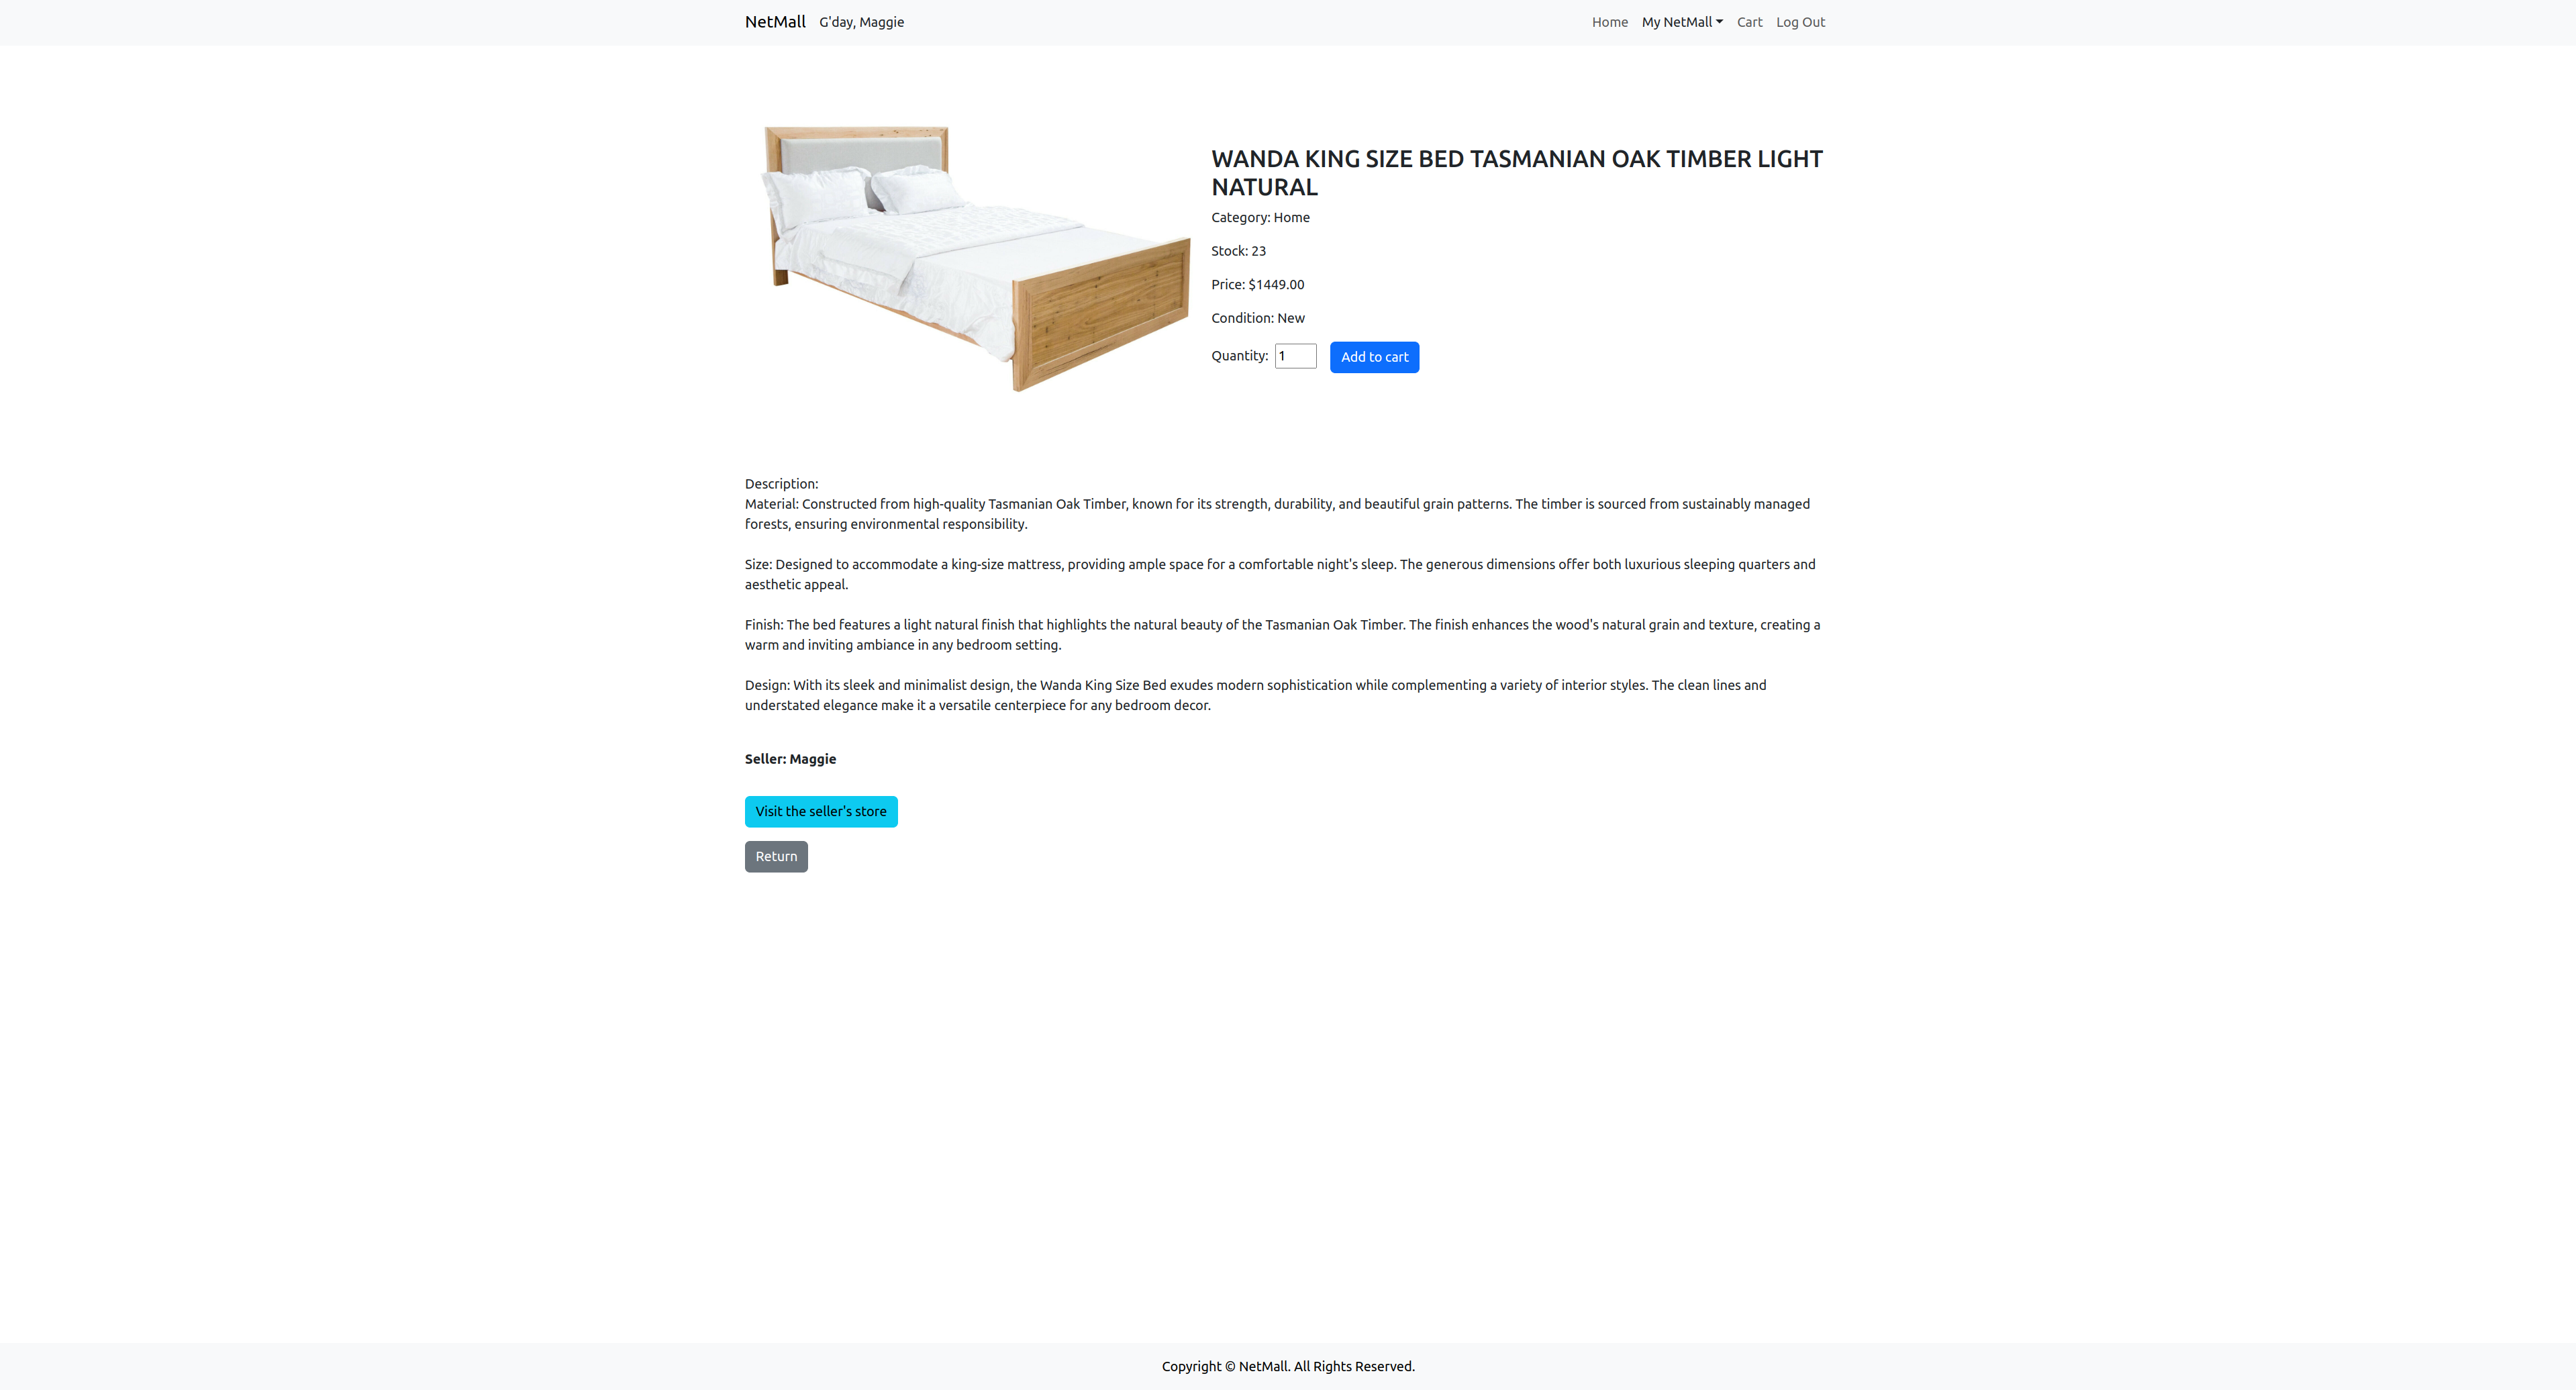 NetMall G'day, Maggie Home My NetMall Cart Log Out
WANDA KING SIZE BED TASMANIAN OAK TIMBER LIGHT
NATURAL
Category: Home
Stock: 23
Price: $1449.00
Condition: New
Quantity: 1 Add to cart
Description:
Material: Constructed from high-quality Tasmanian Oak Timber, known for its strength, durability, and beautiful grain patterns. The timber is sourced from sustainably managed
forests, ensuring environmental responsibility.
Size: Designed to accommodate a king-size mattress, providing ample space for a comfortable night's sleep. The generous dimensions offer both luxurious sleeping quarters and
aesthetic appeal.
Finish: The bed features a light natural finish that highlights the natural beauty of the Tasmanian Oak Timber. The finish enhances the wood's natural grain and texture, creating a
warm and inviting ambiance in any bedroom setting.
Design: With its sleek and minimalist design, the Wanda King Size Bed exudes modern sophistication while complementing a variety of interior styles. The clean lines and
understated elegance make it a versatile centerpiece for any bedroom decor.
Seller: Maggie
Visit the seller's store
Return
Copyright © NetMall. All Rights Reserved.